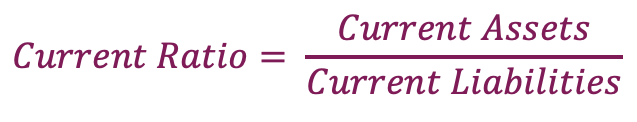 Current Assets
Current Ratio =
Current Liabilities